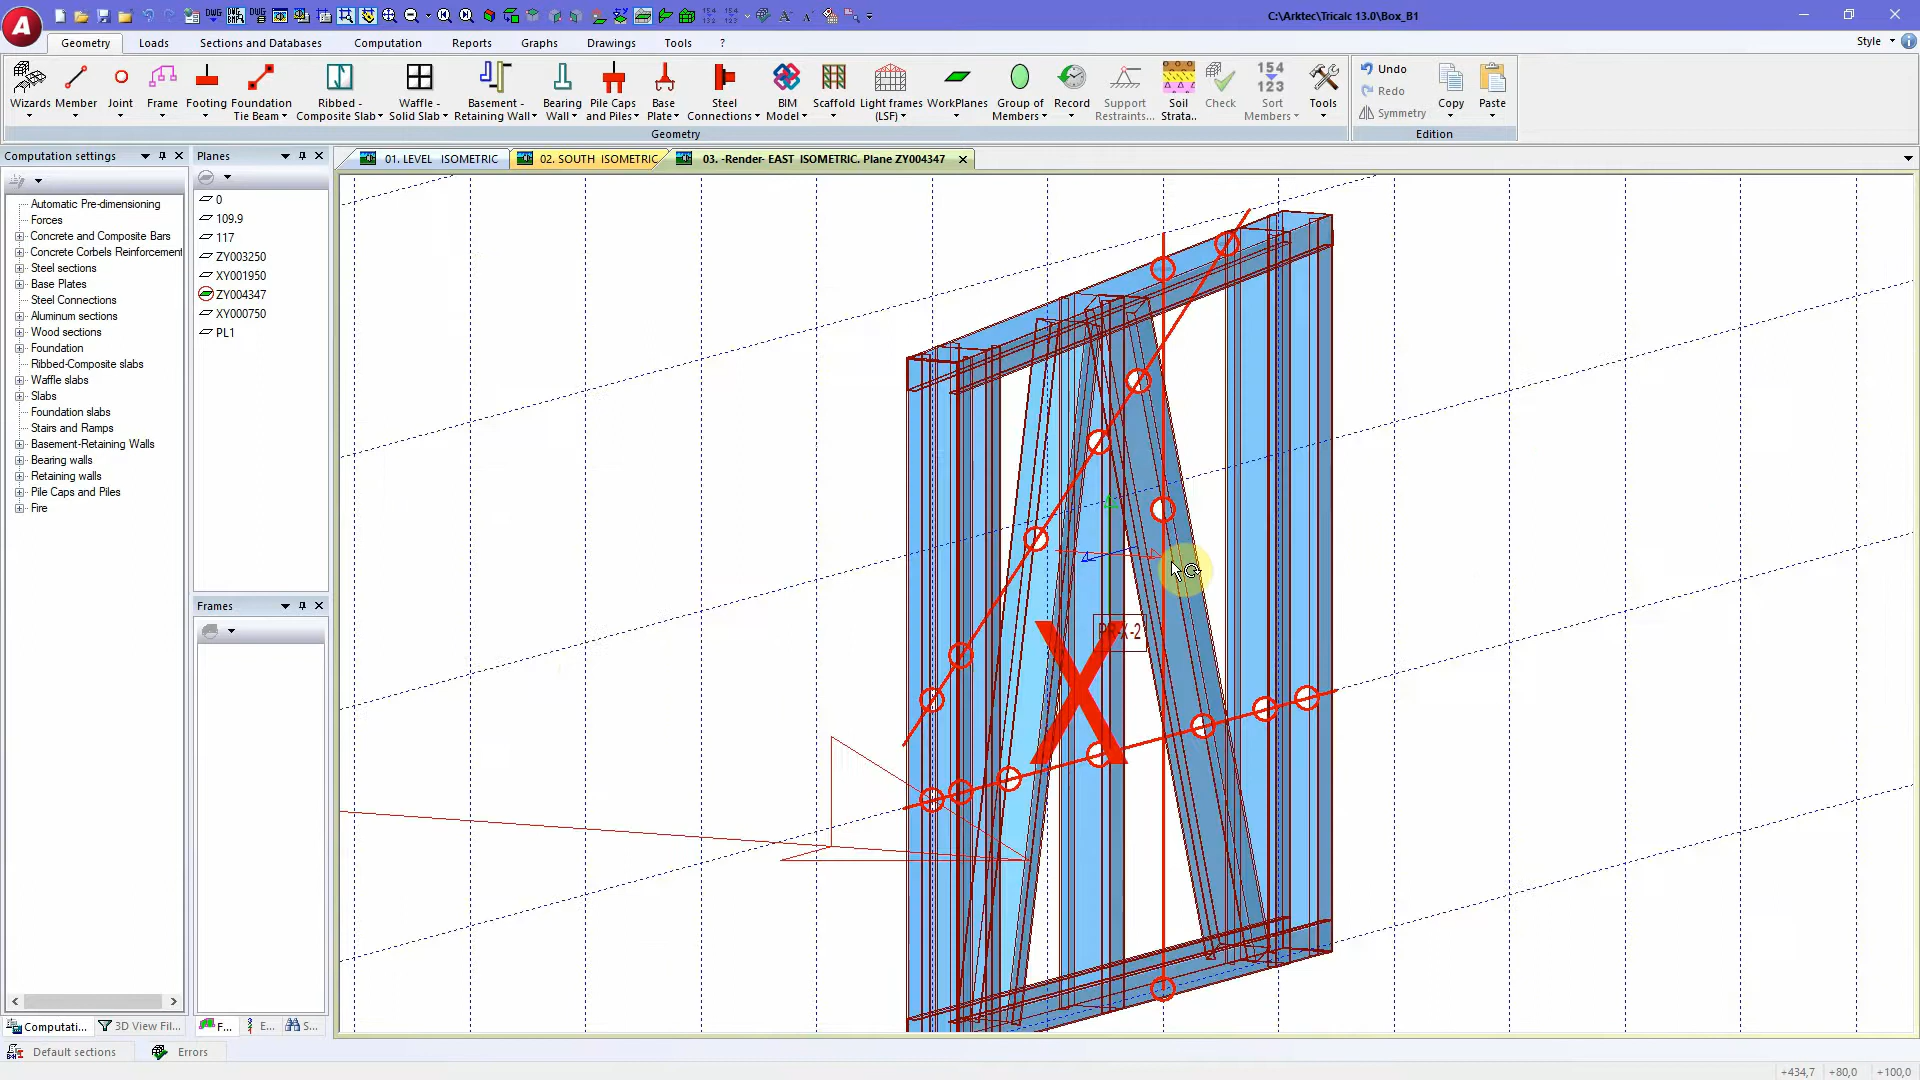 C:\Arktec\Tricalc 13.0\Box_B1
Geometry
Loads
Sections and Databases
Computation
Reports
Graphs
Drawings
Tools
?
Style
Wizards
Member
Joint
Frame
Footing
Foundation
Tie Beam
Ribbed -
Composite Slab
Waffle -
Solid Slab
Basement -
Retaining Wall
Bearing
Wall
Pile Caps
and Piles
Base
Plate
Steel
Connections
BIM
Model
Scaffold
Light frames
(LSF)
WorkPlanes
Group of
Members
Record
Support
Restraints...
Soil
Strata..
Check
154
123
Sort
Members
Tools
Undo
Redo
Symmetry
Copy
Paste
Geometry
Edition
Computation settings
Planes
01. LEVEL ISOMETRIC
02. SOUTH ISOMETRIC
03. -Render- EAST ISOMETRIC. Plane ZY004347
Automatic Pre-dimensioning
Forces
Concrete and Composite Bars
Concrete Corbels Reinforcement
Steel sections
Base Plates
Steel Connections
Aluminum sections
Wood sections
Foundation
Ribbed-Composite slabs
Waffle slabs
Slabs
Foundation slabs
Stairs and Ramps
Basement-Retaining Walls
Bearing walls
Retaining walls
Pile Caps and Piles
Fire
0
109.9
117
ZY003250
XY001950
ZY004347
XY000750
PL1
Frames
PR-X-2
X
Computati...
3D View Fil...
F...
E...
S...
Default sections
Errors
+434,7
+80,0
+100,0